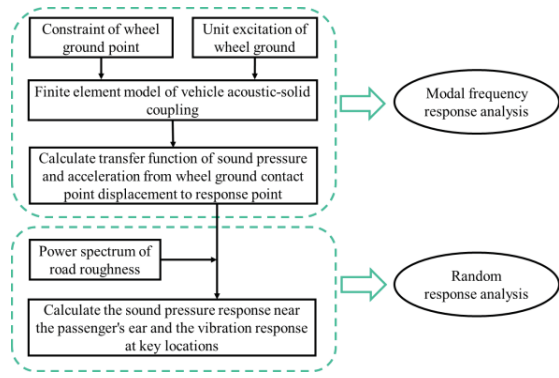 Constraint of wheel
ground point
Unit excitation of
wheel ground
Finite element model of vehicle acoustic-solid
coupling
Modal frequency
response analysis
Calculate transfer function of sound pressure
and acceleration from wheel ground contact
point displacement to response point
Power spectrum of
road roughness
Random
response analysis
Calculate the sound pressure response near
the passenger's ear and the vibration response
at key locations